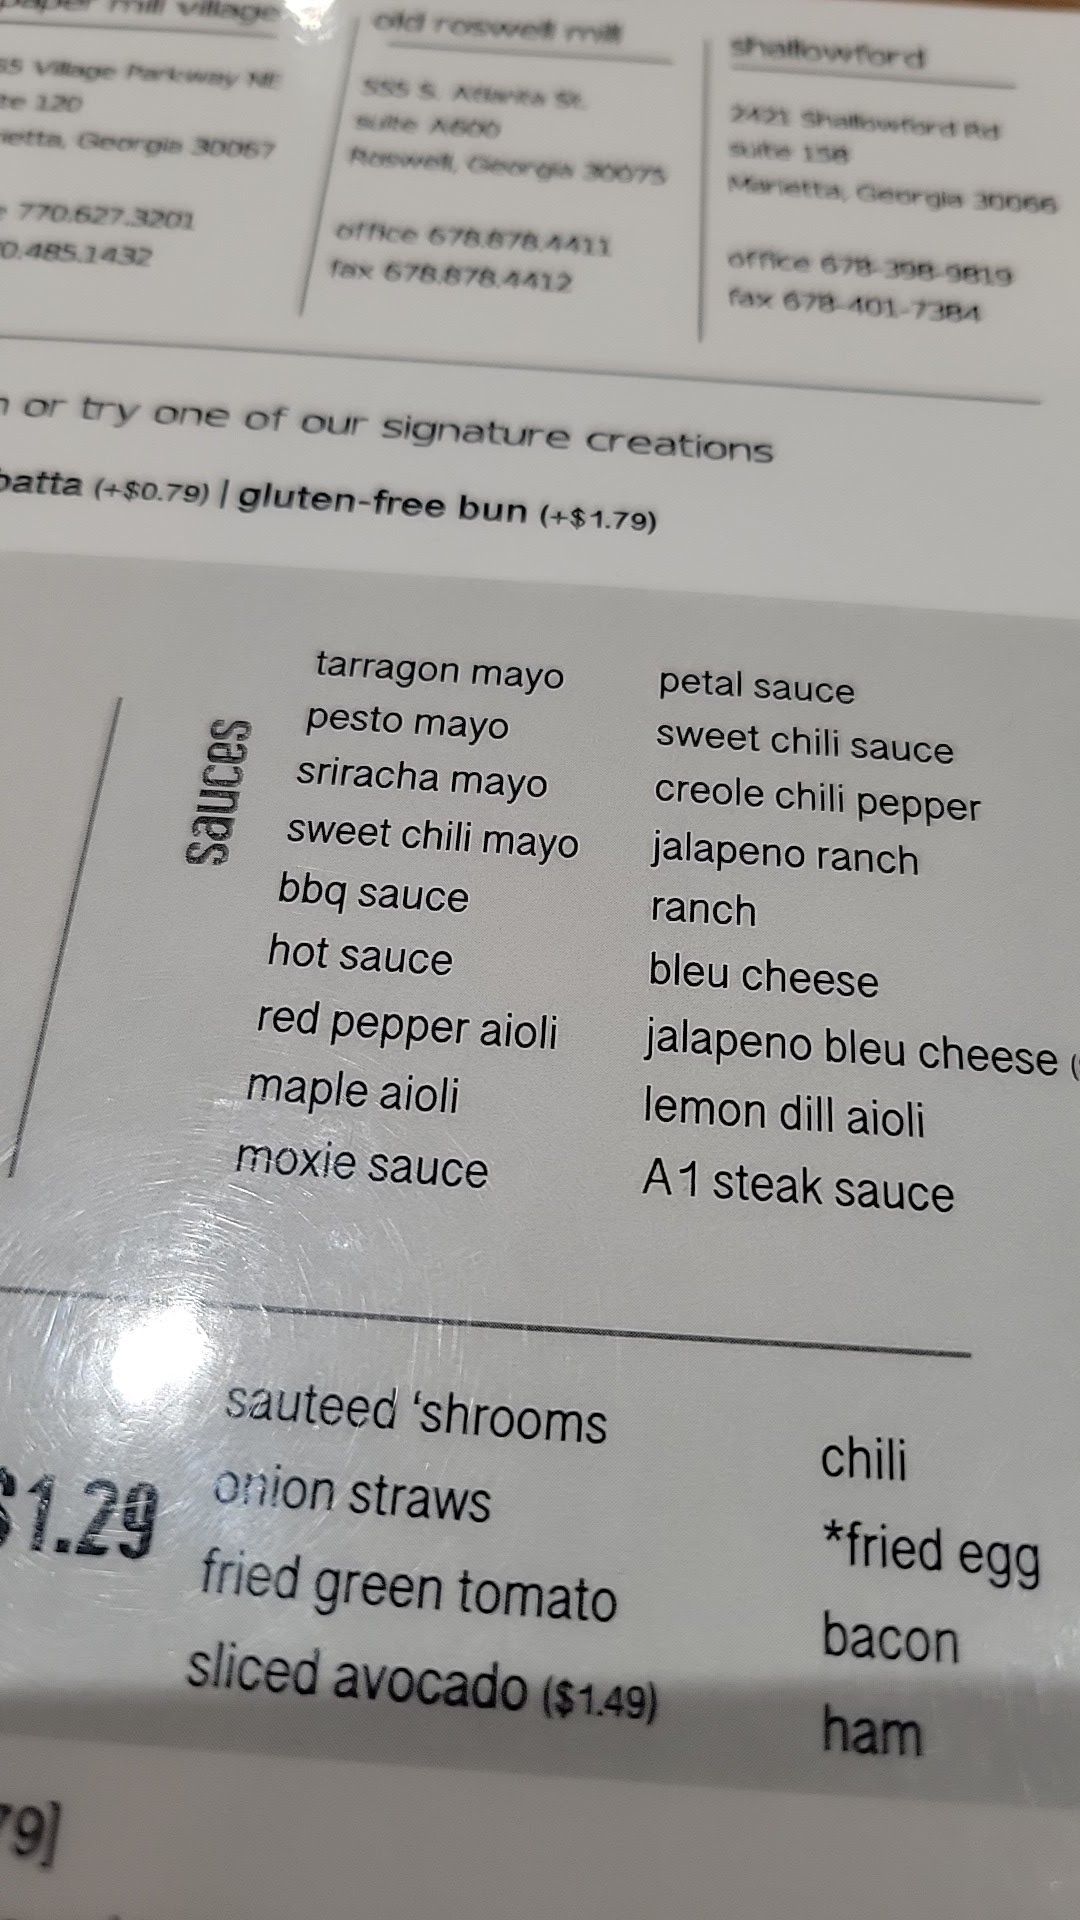 paper mill village
Village Parkway NE
120
Georgia 30067
770.627.3201
0.485.1432
old roswell mill
555 S. Atlanta St.
suite A600
Roswell, Georgia 30075
office 678.878.4411
fax 678.878.4412
shallowford
2421 Shallowford Rd
suite 158
Marietta, Georgia 30066
office 678-398-9819
fax 678-401-7384
or try one of our signature creations
batta (+$0.79) | gluten-free bun (+$1.79)
sauces
tarragon mayo
pesto mayo
sriracha mayo
sweet chili mayo
bbq sauce
hot sauce
red pepper aioli
maple aioli
moxie sauce
petal sauce
sweet chili sauce
creole chili pepper
jalapeno ranch
ranch
bleu cheese
jalapeno bleu cheese (
lemon dill aioli
A1 steak sauce
$1.29
sauteed ‘shrooms
onion straws
fried green tomato
sliced avocado ($1.49)
chili
*fried egg
bacon
ham
79]